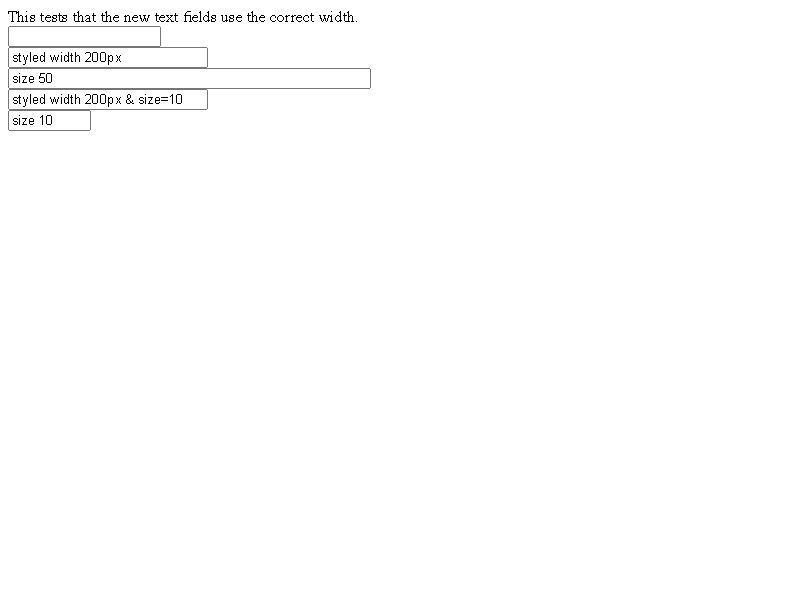 This tests that the new text fields use the correct width.
styled width 200px
size 50
styled width 200px & size=10
size 10